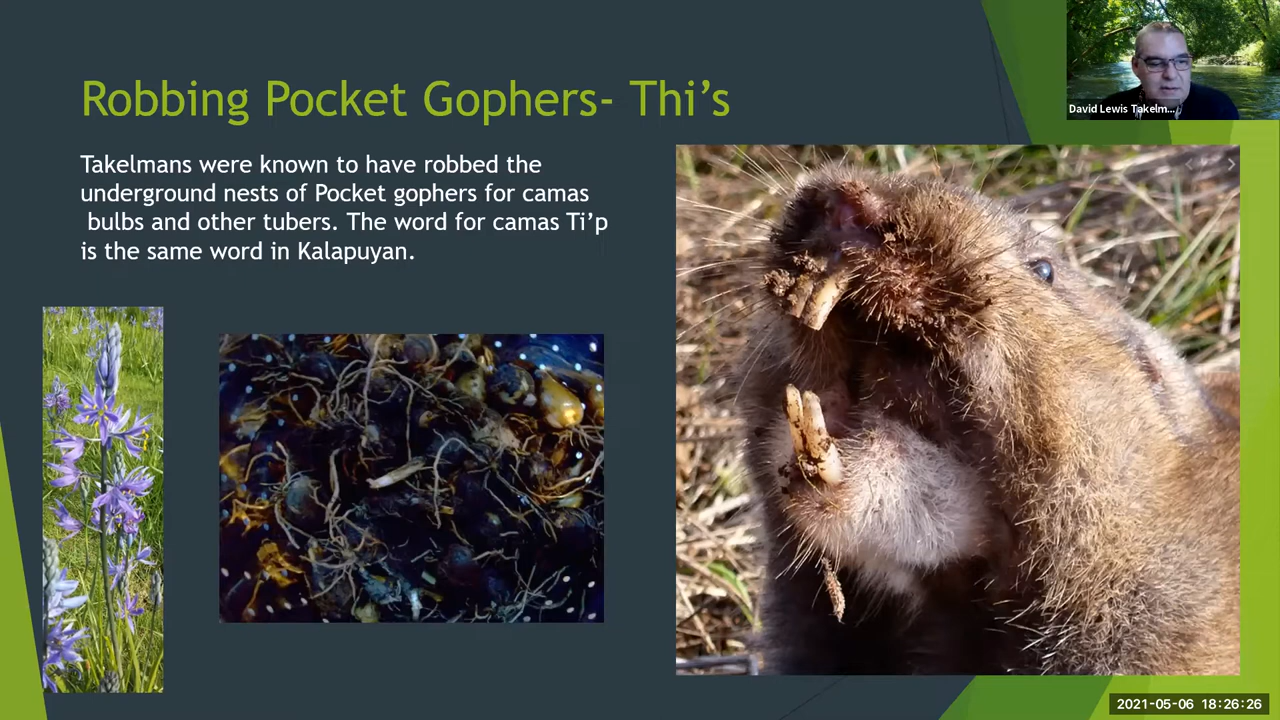 Robbing Pocket Gophers- Thi’s
David Lewis Takelm...
Takelmans were known to have robbed the
underground nests of Pocket gophers for camas
bulbs and other tubers. The word for camas Ti’p
is the same word in Kalapuyan.
2021-05-06 18:26:26